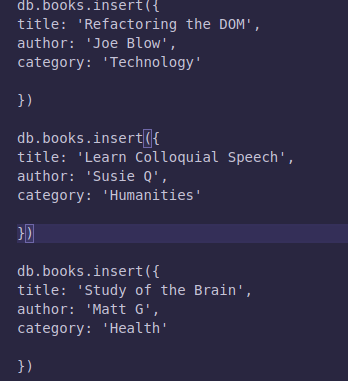 db.books.insert({
title: 'Refactoring the DOM',
author: 'Joe Blow',
category: 'Technology'
})
db.books.insert({
title: 'Learn Colloquial Speech',
author: 'Susie Q',
category: 'Humanities'
})
db.books.insert({
title: 'Study of the Brain',
author: 'Matt G',
category: 'Health'
})